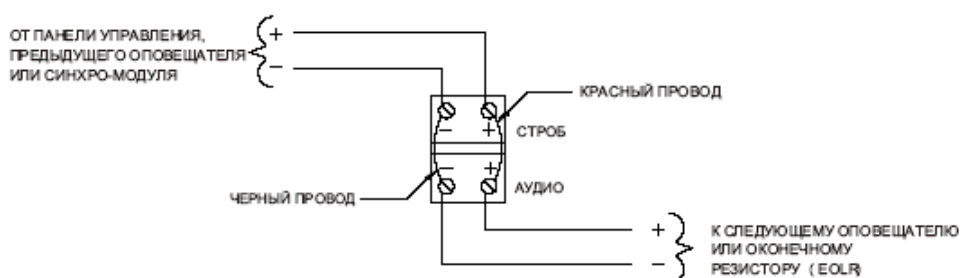 ОТ ПАНЕЛИ УПРАВЛЕНИЯ,
ПРЕДЫДУЩЕГО ОПОВЕЩАТЕЛЯ
ИЛИ СИНХРО-МОДУЛЯ
+
−
КРАСНЫЙ ПРОВОД
− + СТРОБ
− +
ЧЕРНЫЙ ПРОВОД
АУДИО
+
−
К СЛЕДУЮЩЕМУ ОПОВЕЩАТЕЛЮ
ИЛИ ОКОНЕЧНОМУ
РЕЗИСТОРУ ( EOLR)